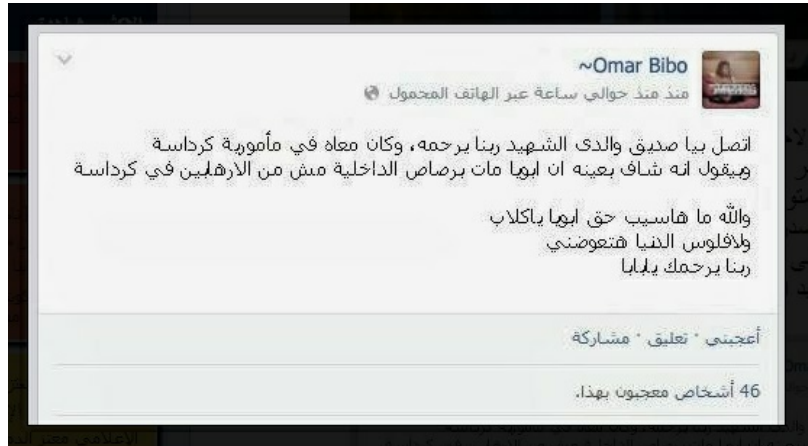 ~Omar Bibo
منذ منذ حوالي ساعة عبر الهاتف المحمول
اتصل بيا صديق والدى الشهيد ربنا يرحمه، وكان معاه في مأمورية كرداسة
وبيقول انه شاف بعينه ان ابويا مات برصاص الداخلية مش من الارهابين في كرداسة
والله ما هاسيب حق ابويا ياكلاب
ولافلوس الدنيا هتعوضني
ربنا يرحمك يابابا
أعجبني · تعليق · مشاركة
46 أشخاص معجبون بهذا.